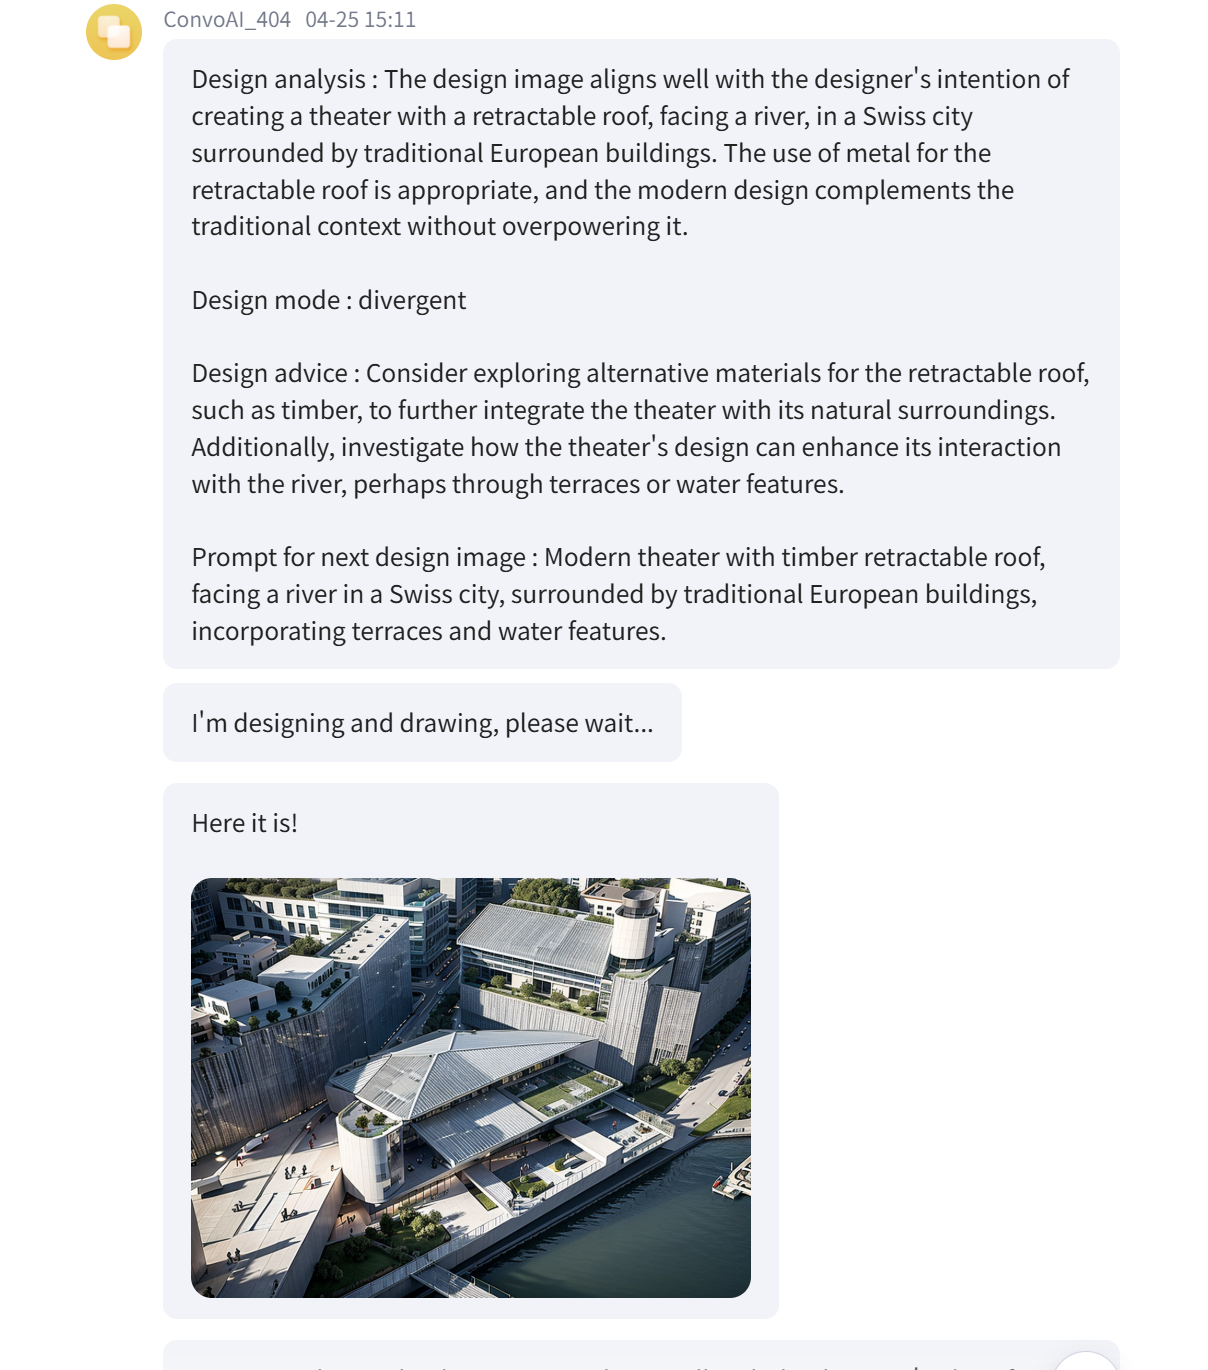 ConvoAI_404 04-25 15:11
Design analysis : The design image aligns well with the designer's intention of
creating a theater with a retractable roof, facing a river, in a Swiss city
surrounded by traditional European buildings. The use of metal for the
retractable roof is appropriate, and the modern design complements the
traditional context without overpowering it.
Design mode : divergent
Design advice : Consider exploring alternative materials for the retractable roof,
such as timber, to further integrate the theater with its natural surroundings.
Additionally, investigate how the theater's design can enhance its interaction
with the river, perhaps through terraces or water features.
Prompt for next design image : Modern theater with timber retractable roof,
facing a river in a Swiss city, surrounded by traditional European buildings,
incorporating terraces and water features.
I'm designing and drawing, please wait...
Here it is!